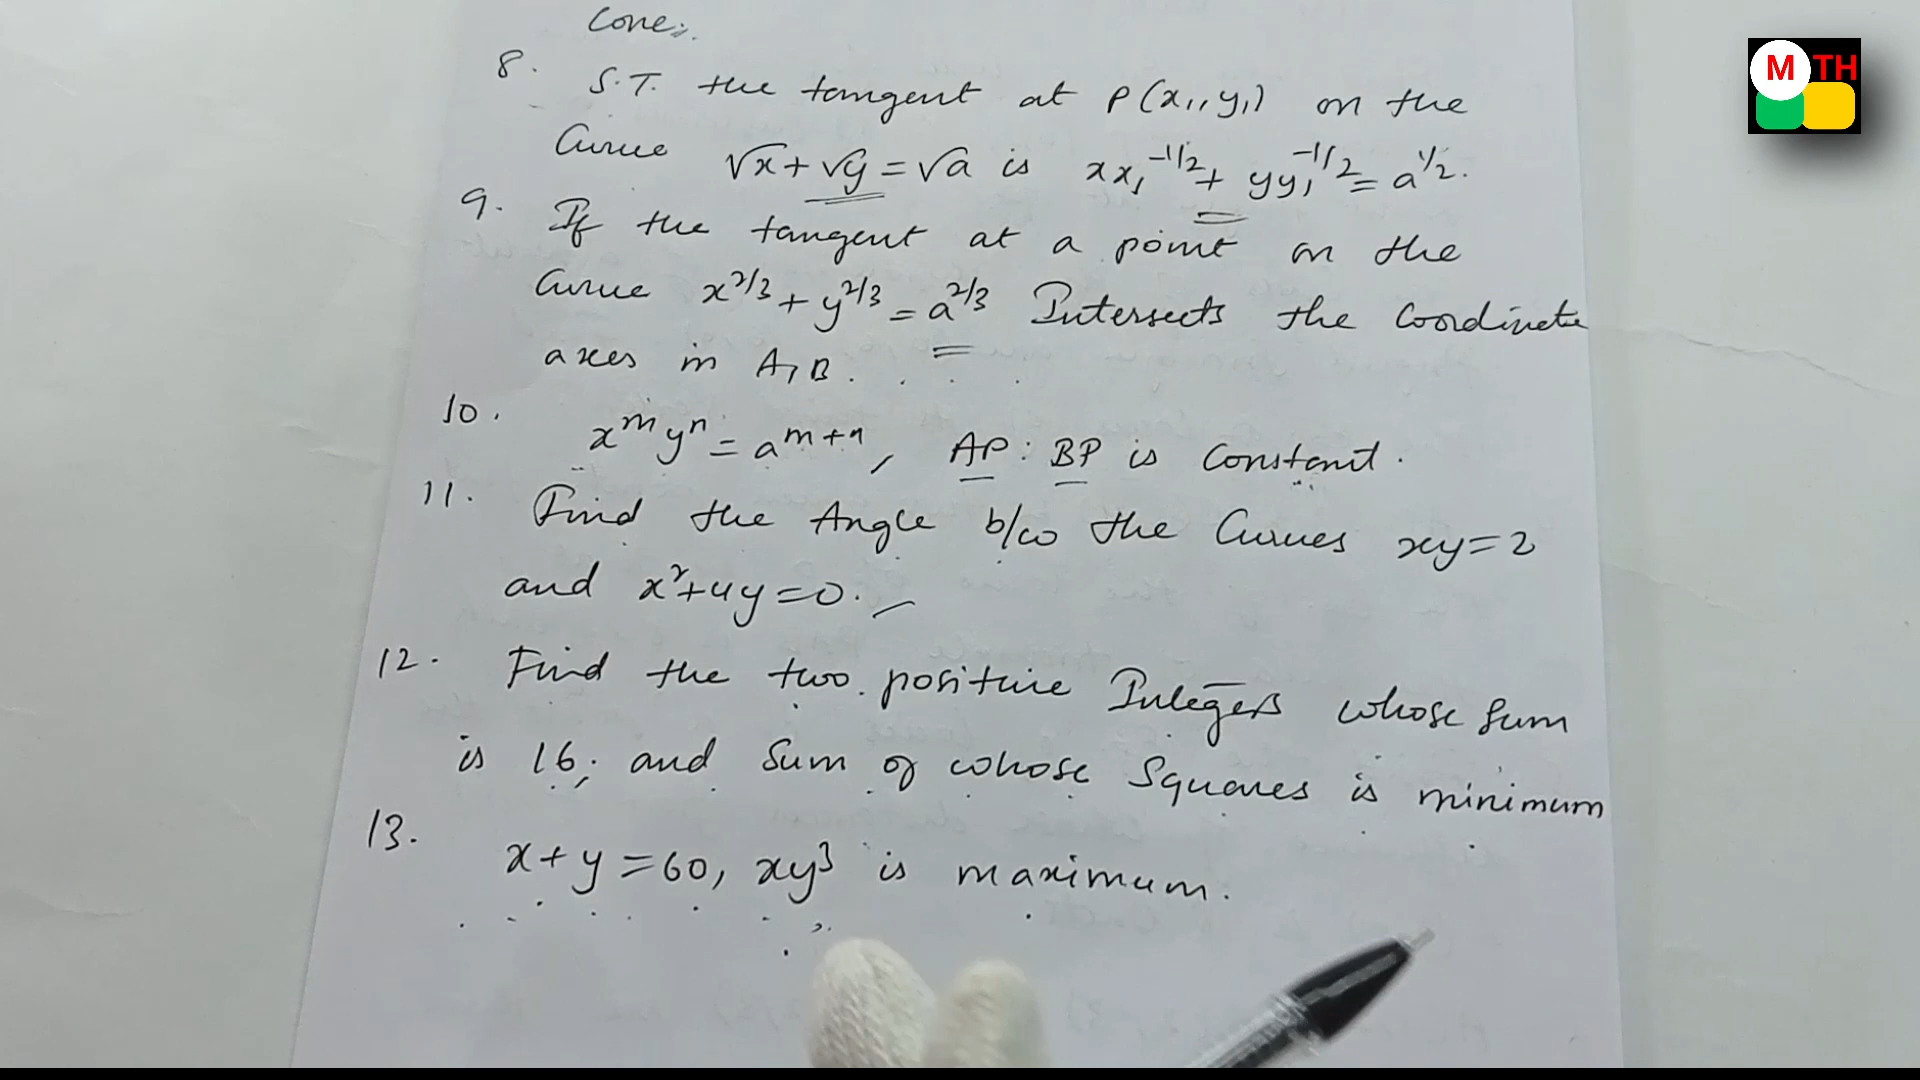 Cone.
8. S.T. the tangent at P(x₁, y₁) on the
Curve √x + √y = √a is xx₁^-1/2 + yy₁^-1/2 = a^1/2.
9. If the tangent at a point on the
Curve x^2/3 + y^2/3 = a^2/3 Intersects the Coordinate
axes in A, B.
10. x^m y^n = a^m+n, AP : BP is Constant.
11. Find the Angle b/w the Curves xy = 2
and x² + 4y = 0.
12. Find the two positive Integers whose Sum
is 16; and Sum of whose Squares is minimum
13. x + y = 60, xy³ is maximum.
M TH